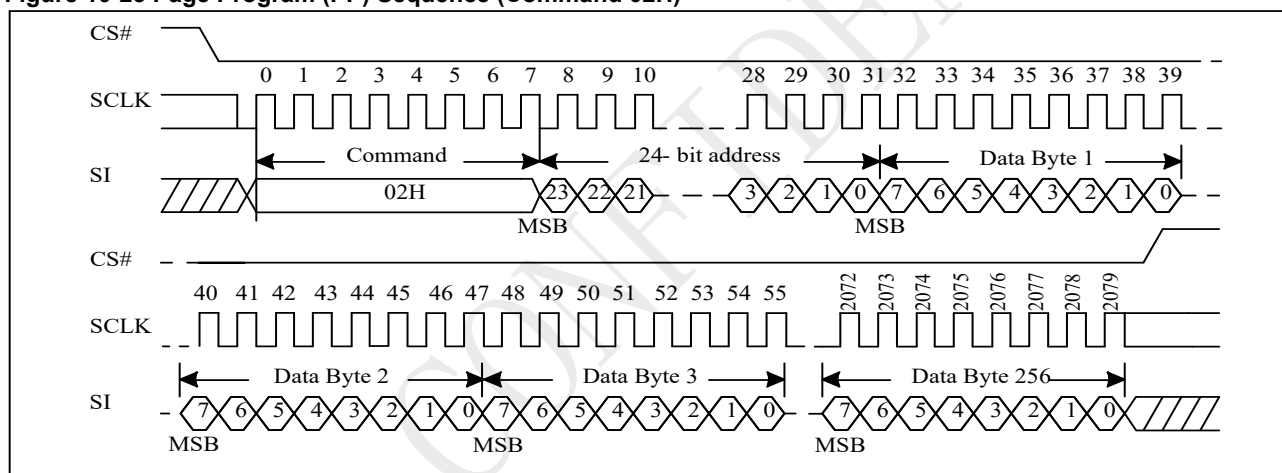 Figure 10-28 Page Program (PP) Sequence (Command 02H)
CS#
0 1 2 3 4 5 6 7 8 9 10 28 29 30 31 32 33 34 35 36 37 38 39
SCLK
Command 24- bit address Data Byte 1
SI
02H 23 22 21 3 2 1 0 7 6 5 4 3 2 1 0
MSB MSB
CS#
40 41 42 43 44 45 46 47 48 49 50 51 52 53 54 55 2072 2073 2074 2075 2076 2077 2078 2079
SCLK
Data Byte 2 Data Byte 3 Data Byte 256
SI
7 6 5 4 3 2 1 0 7 6 5 4 3 2 1 0 7 6 5 4 3 2 1 0
MSB MSB MSB